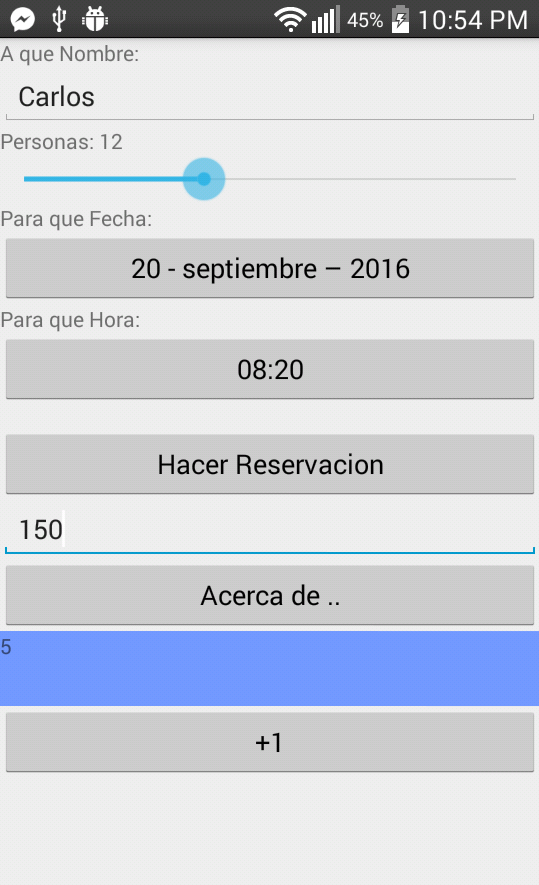 45% 10:54 PM
A que Nombre:
Carlos
Personas: 12
Para que Fecha:
20 - septiembre – 2016
Para que Hora:
08:20
Hacer Reservacion
150
Acerca de ..
5
+1